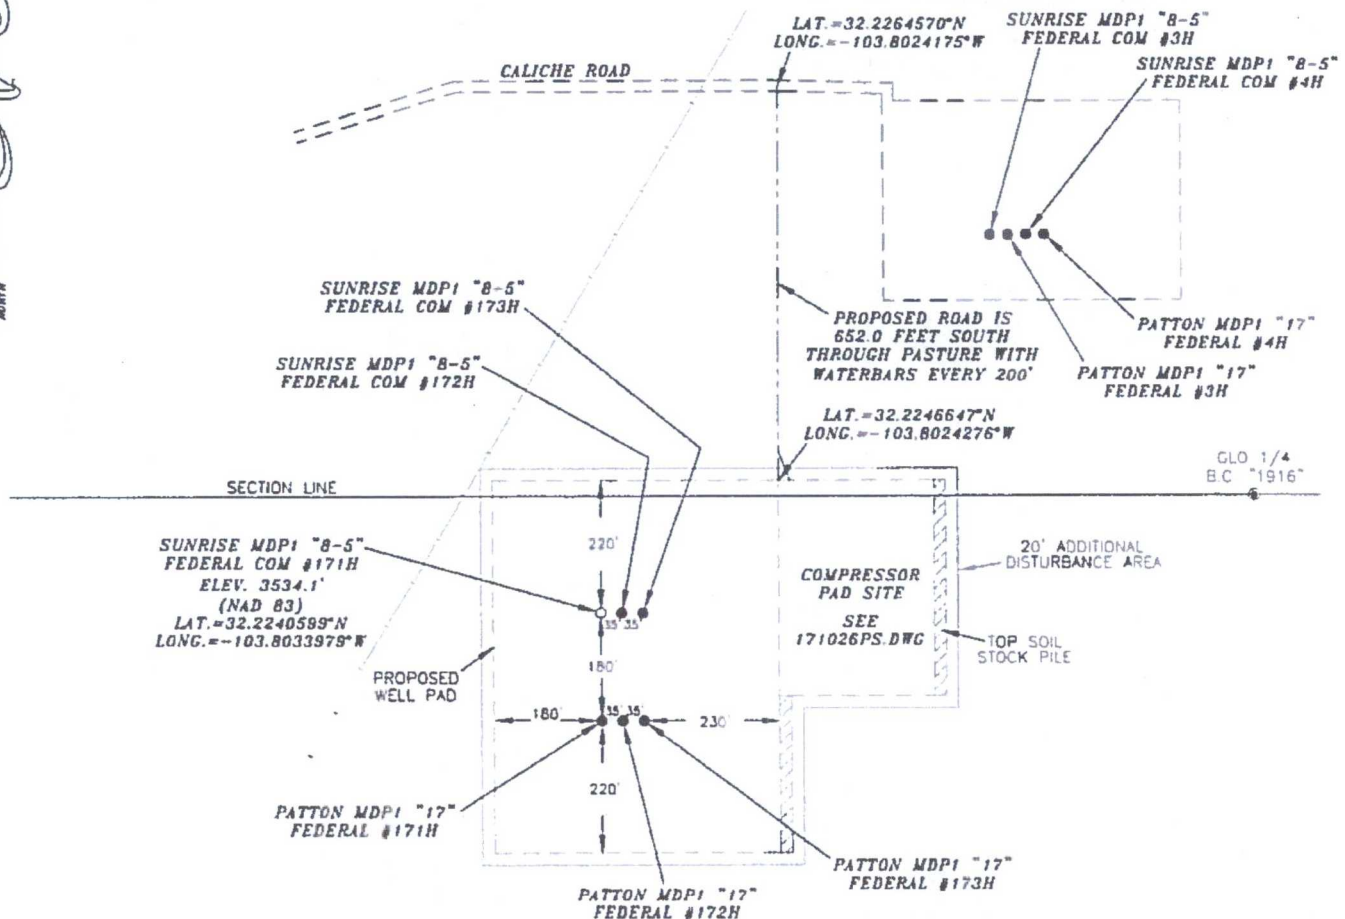 LAT.=32.2264570°N
LONG.=-103.8024175°W
SUNRISE MDP1 "8-5"
FEDERAL COM #3H
SUNRISE MDP1 "8-5"
FEDERAL COM #4H
CALICHE ROAD
NORTH
SUNRISE MDP1 "8-5"
FEDERAL COM #173H
PROPOSED ROAD IS
652.0 FEET SOUTH
THROUGH PASTURE WITH
WATERBARS EVERY 200'
PATTON MDP1 "17"
FEDERAL #4H
PATTON MDP1 "17"
FEDERAL #3H
SUNRISE MDP1 "8-5"
FEDERAL COM #172H
LAT.=32.2246647°N
LONG.=-103.8024276°W
GLO 1/4
B.C "1916"
SECTION LINE
SUNRISE MDP1 "8-5"
FEDERAL COM #171H
ELEV. 3534.1'
(NAD 83)
LAT.=32.2240599°N
LONG.=-103.8033979°W
220'
35' 35'
180'
COMPRESSOR
PAD SITE
SEE
171026PS.DWG
20' ADDITIONAL
DISTURBANCE AREA
TOP SOIL
STOCK PILE
PROPOSED
WELL PAD
180'
35' 35'
230'
220'
PATTON MDP1 "17"
FEDERAL #171H
PATTON MDP1 "17"
FEDERAL #172H
PATTON MDP1 "17"
FEDERAL #173H